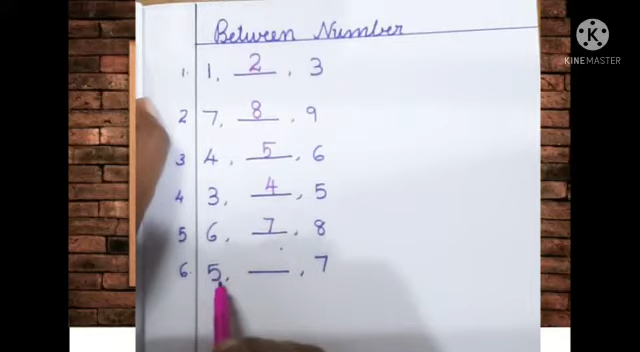 Between Number
1. 1, 2, 3
2 7, 8, 9
3 4, 5, 6
4 3, 4, 5
5 6, 7, 8
6. 5, __, 7
K
KINEMASTER